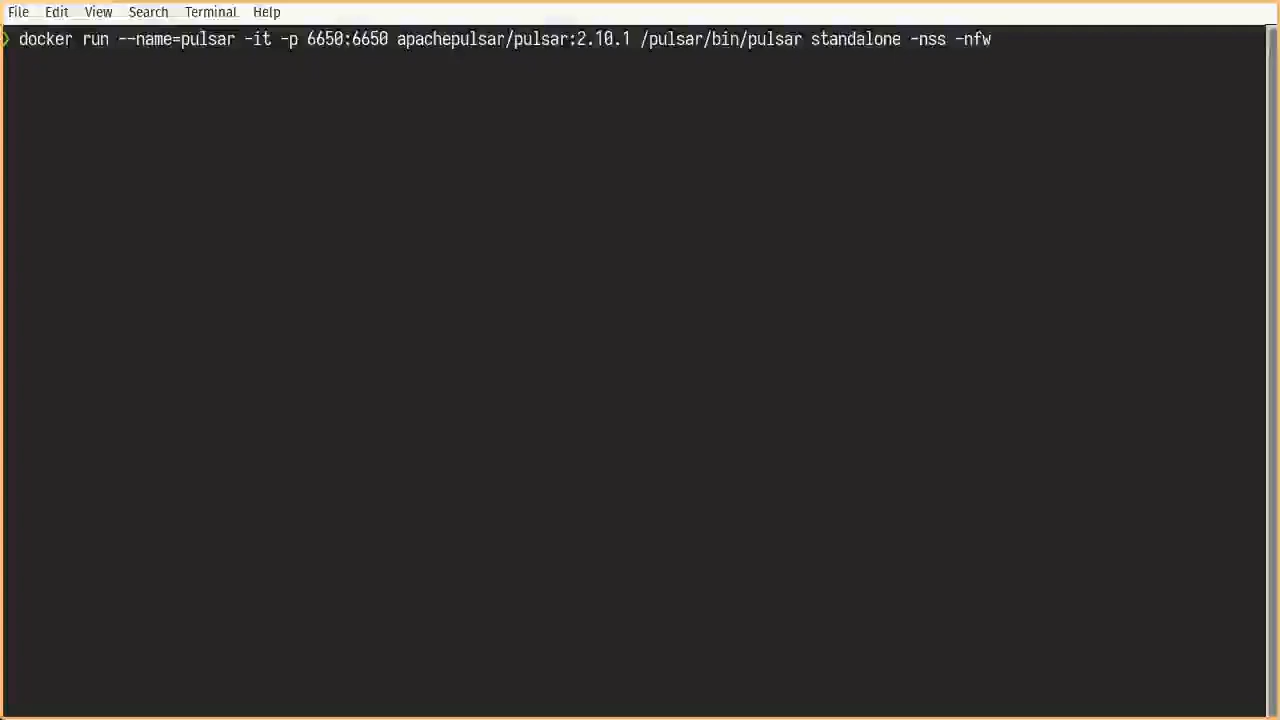 File Edit View Search Terminal Help
❯ docker run --name=pulsar -it -p 6650:6650 apachepulsar/pulsar:2.10.1 /pulsar/bin/pulsar standalone -nss -nfw